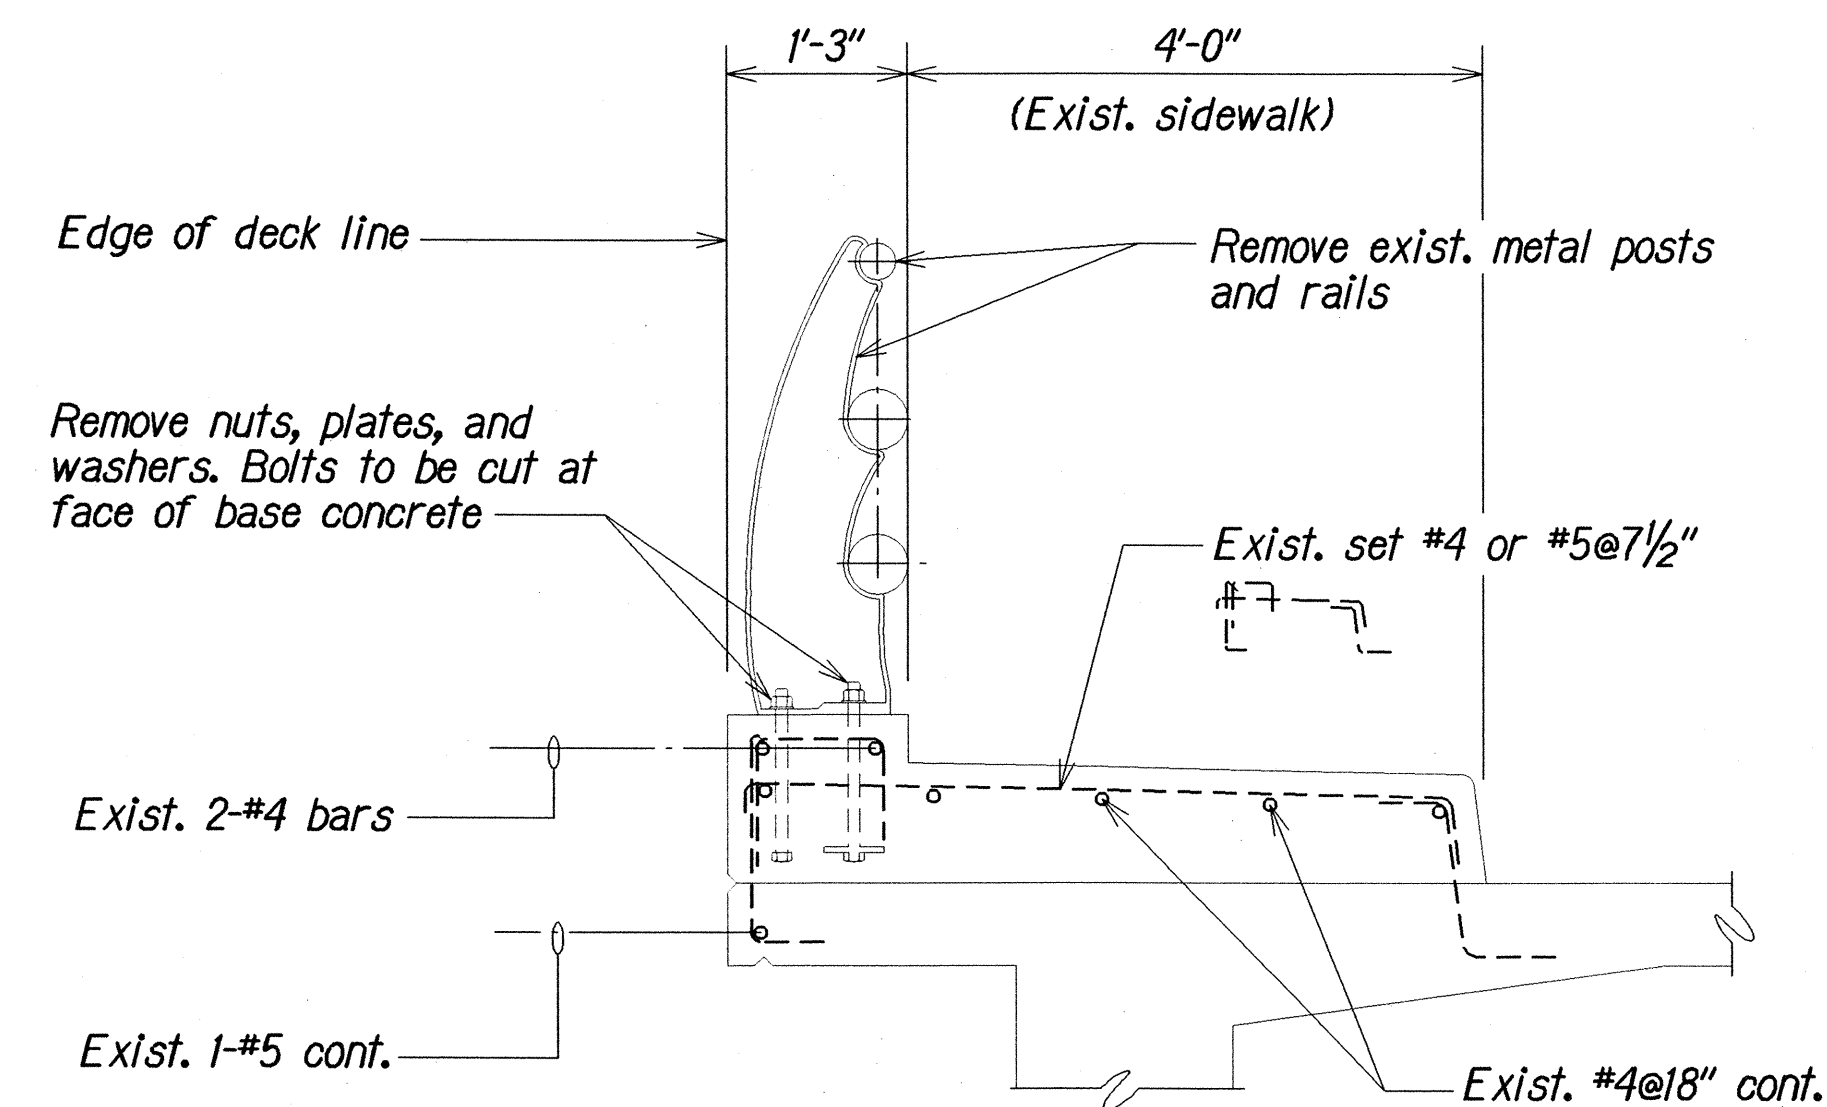 1'-3"
4'-0"
(Exist. sidewalk)
Edge of deck line
Remove exist. metal posts
and rails
Remove nuts, plates, and
washers. Bolts to be cut at
face of base concrete
Exist. set #4 or #5@7½"
Exist. 2-#4 bars
Exist. 1-#5 cont.
Exist. #4@18" cont.